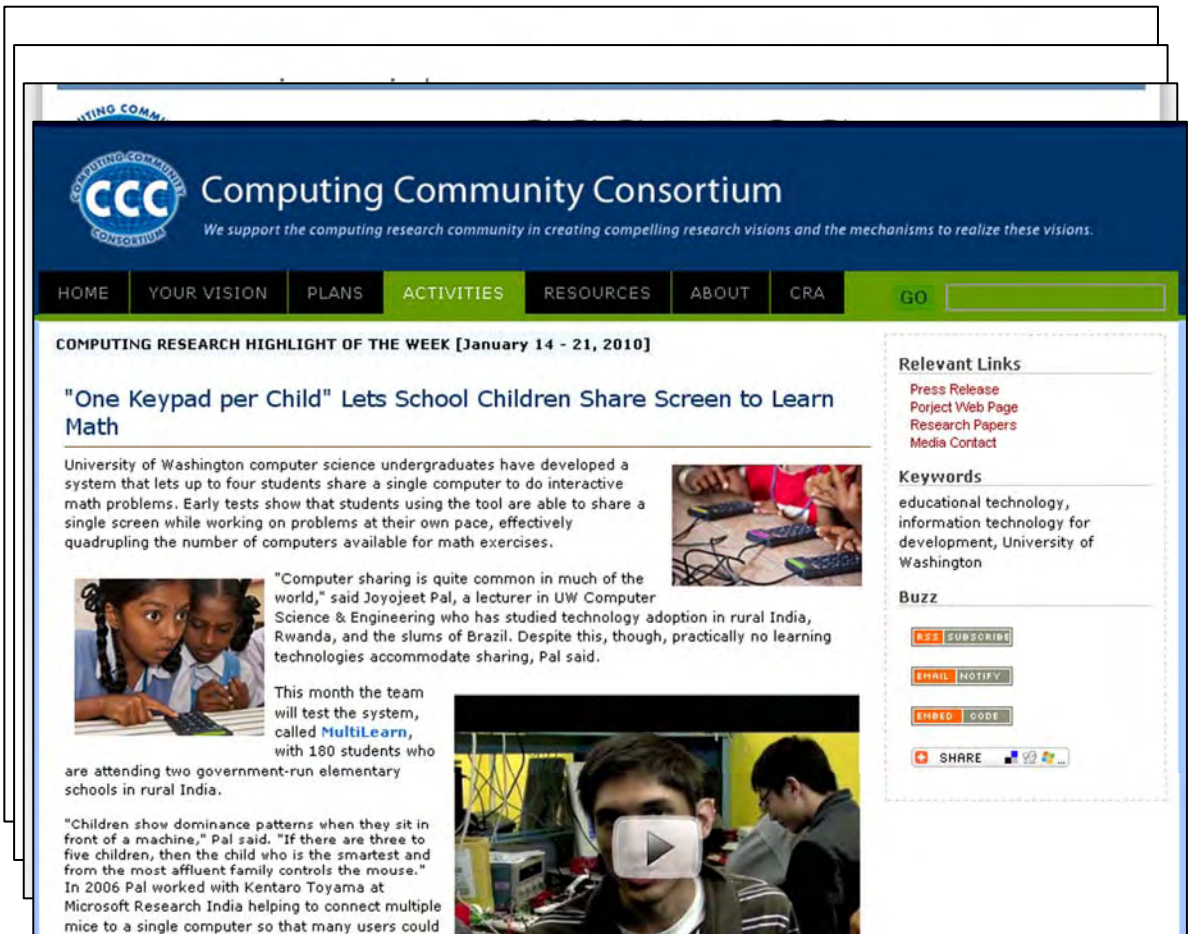 COMPUTING COMMUNITY
CCC
CONSORTIUM
Computing Community Consortium
We support the computing research community in creating compelling research visions and the mechanisms to realize these visions.
HOME YOUR VISION PLANS ACTIVITIES RESOURCES ABOUT CRA GO
COMPUTING RESEARCH HIGHLIGHT OF THE WEEK [January 14 - 21, 2010]
"One Keypad per Child" Lets School Children Share Screen to Learn
Math
University of Washington computer science undergraduates have developed a
system that lets up to four students share a single computer to do interactive
math problems. Early tests show that students using the tool are able to share a
single screen while working on problems at their own pace, effectively
quadrupling the number of computers available for math exercises.
"Computer sharing is quite common in much of the
world," said Joyojeet Pal, a lecturer in UW Computer
Science & Engineering who has studied technology adoption in rural India,
Rwanda, and the slums of Brazil. Despite this, though, practically no learning
technologies accommodate sharing, Pal said.
This month the team
will test the system,
called MultiLearn,
with 180 students who
are attending two government-run elementary
schools in rural India.
"Children show dominance patterns when they sit in
front of a machine," Pal said. "If there are three to
five children, then the child who is the smartest and
from the most affluent family controls the mouse."
In 2006 Pal worked with Kentaro Toyama at
Microsoft Research India helping to connect multiple
mice to a single computer so that many users could
Relevant Links
Press Release
Porject Web Page
Research Papers
Media Contact
Keywords
educational technology,
information technology for
development, University of
Washington
Buzz
RSS SUBSCRIBE
EMAIL NOTIFY
EMBED CODE
SHARE ...